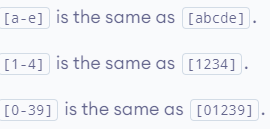 [a-e] is the same as [abcde].
[1-4] is the same as [1234].
[0-39] is the same as [01239].